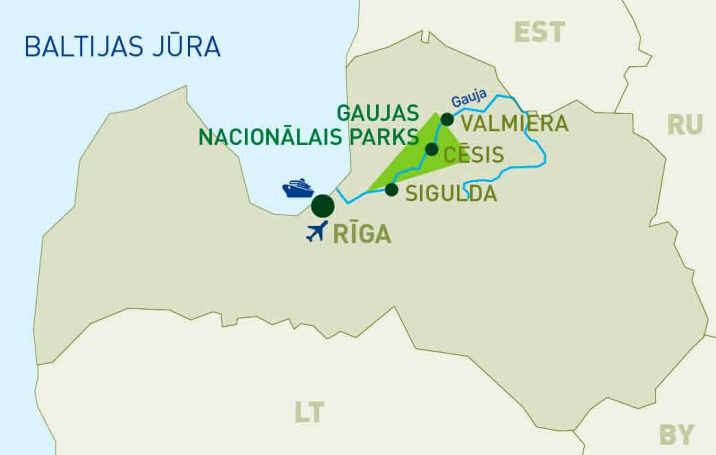 BALTIJAS JŪRA
EST
Gauja
GAUJAS
NACIONĀLAIS PARKS
VALMIERA
RU
CĒSIS
SIGULDA
RĪGA
LT
BY